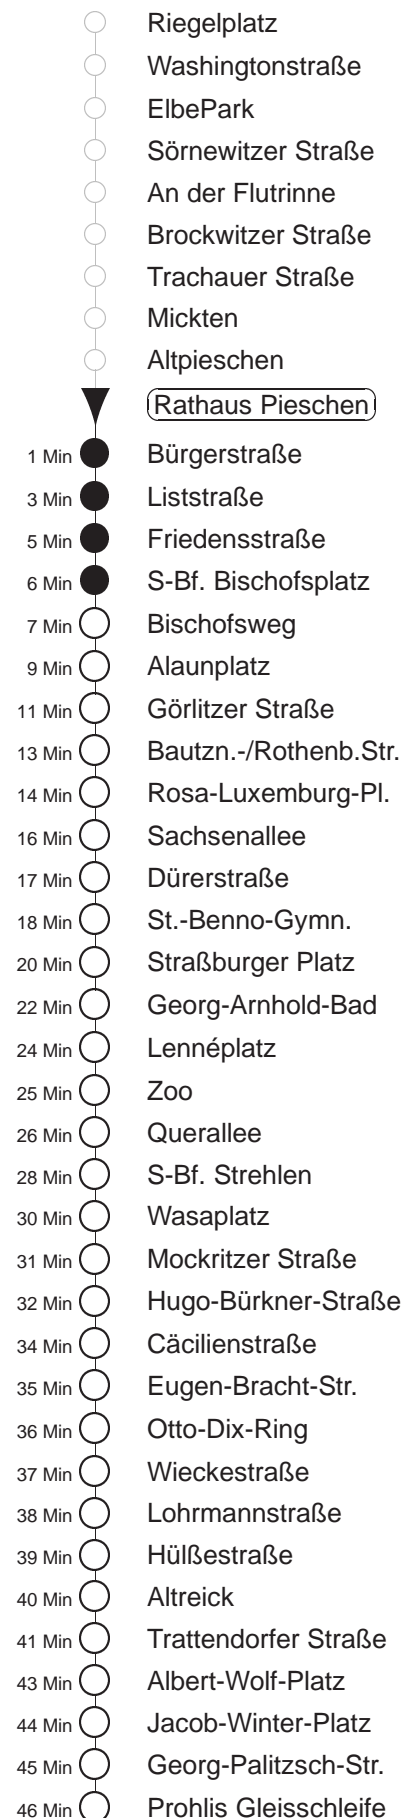 Riegelplatz
Washingtonstraße
ElbePark
Sörnewitzer Straße
An der Flutrinne
Brockwitzer Straße
Trachauer Straße
Mickten
Altpieschen
Rathaus Pieschen
1 Min Bürgerstraße
3 Min Liststraße
5 Min Friedensstraße
6 Min S-Bf. Bischofsplatz
7 Min Bischofsweg
9 Min Alaunplatz
11 Min Görlitzer Straße
13 Min Bautzn.-/Rothenb.Str.
14 Min Rosa-Luxemburg-Pl.
16 Min Sachsenallee
17 Min Dürerstraße
18 Min St.-Benno-Gymn.
20 Min Straßburger Platz
22 Min Georg-Arnhold-Bad
24 Min Lennéplatz
25 Min Zoo
26 Min Querallee
28 Min S-Bf. Strehlen
30 Min Wasaplatz
31 Min Mockritzer Straße
32 Min Hugo-Bürkner-Straße
34 Min Cäcilienstraße
35 Min Eugen-Bracht-Str.
36 Min Otto-Dix-Ring
37 Min Wieckestraße
38 Min Lohrmannstraße
39 Min Hülßestraße
40 Min Altreick
41 Min Trattendorfer Straße
43 Min Albert-Wolf-Platz
44 Min Jacob-Winter-Platz
45 Min Georg-Palitzsch-Str.
46 Min Prohlis Gleisschleife